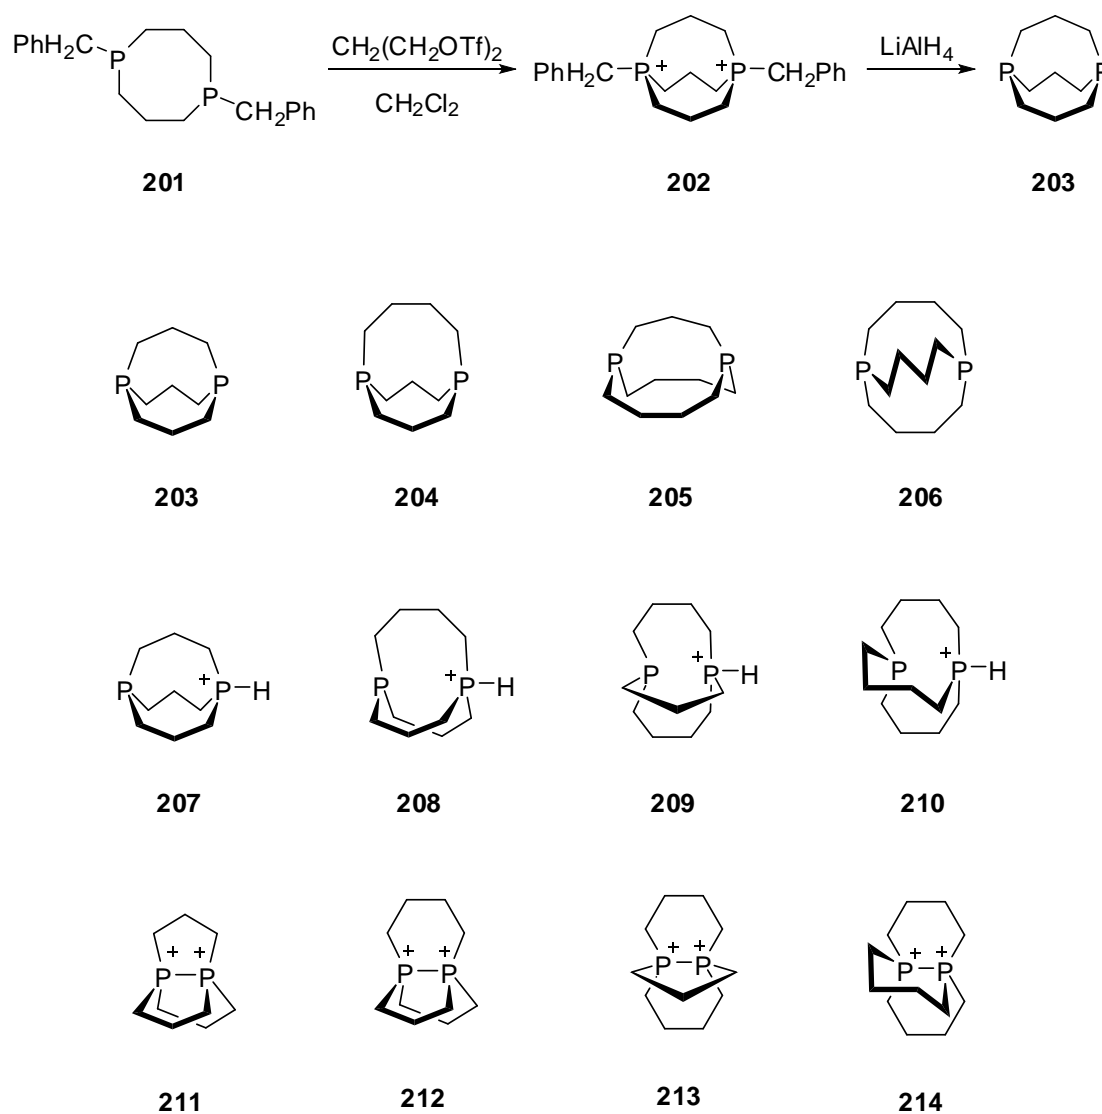 PhH2C P P CH2Ph CH2(CH2OTf)2 CH2Cl2 PhH2C P + + P CH2Ph LiAlH4 P P
201 202 203
P P P P P P P P
203 204 205 206
P + P H P + P H P + P H P + P H
207 208 209 210
+ + P P + + P P + + P P + + P P
211 212 213 214